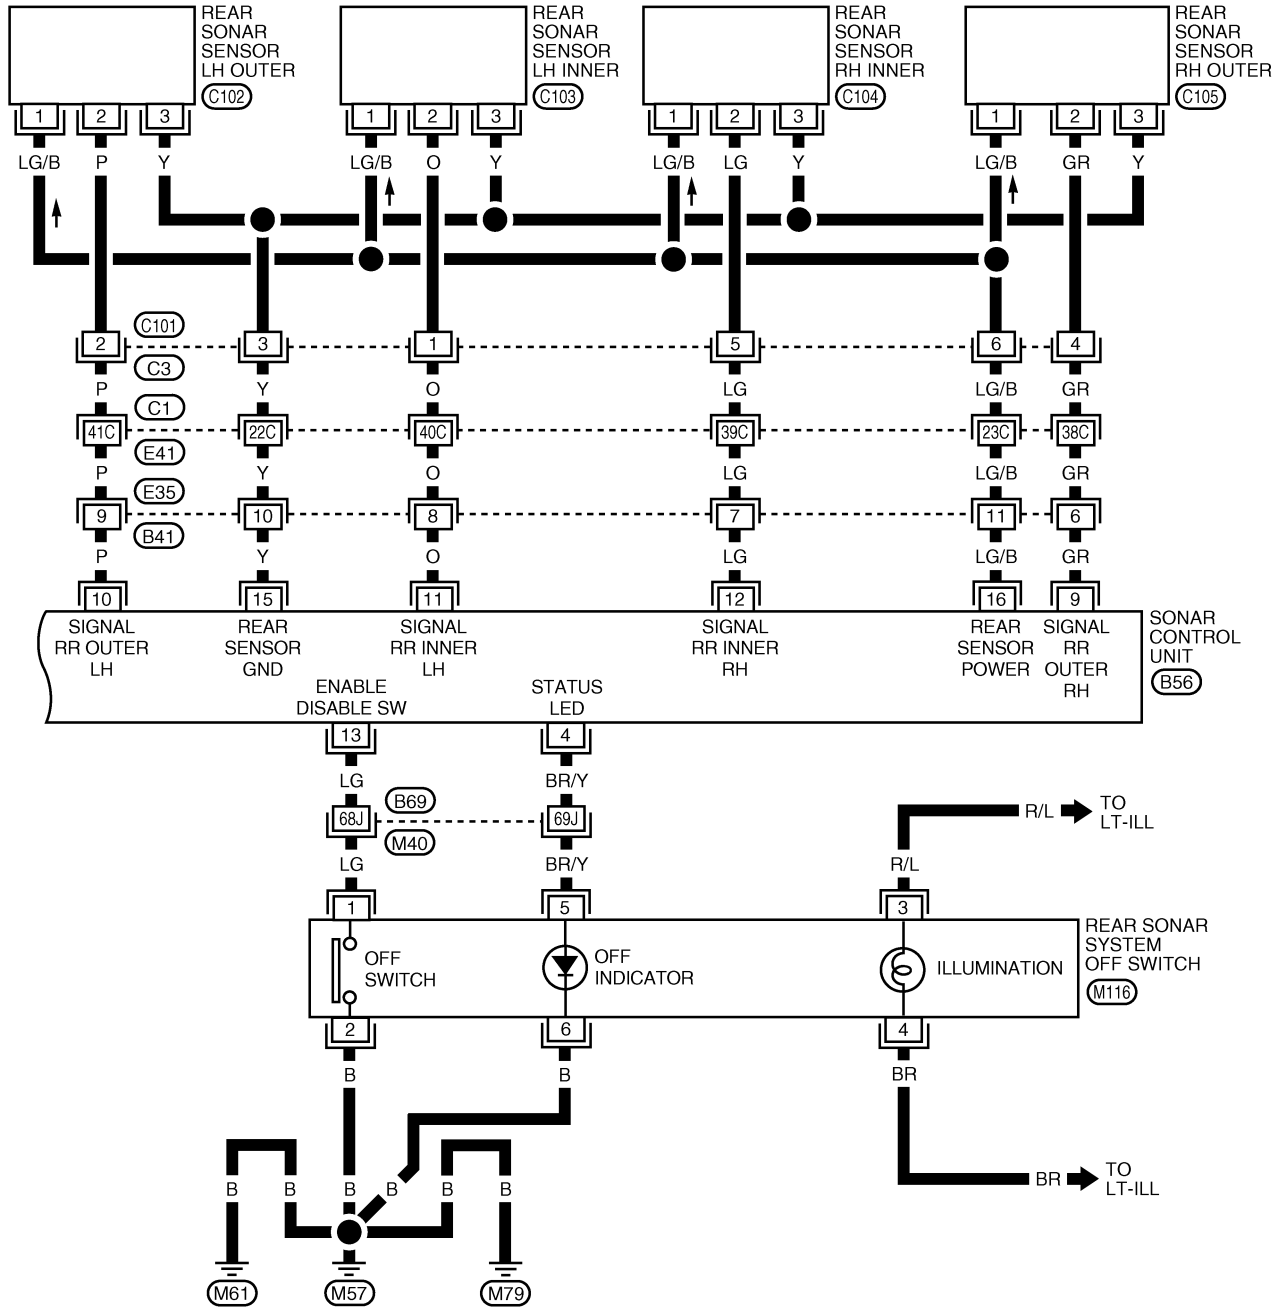 REAR
SONAR
SENSOR
LH OUTER
C102
REAR
SONAR
SENSOR
LH INNER
C103
REAR
SONAR
SENSOR
RH INNER
C104
REAR
SONAR
SENSOR
RH OUTER
C105
1 2 3 1 2 3 1 2 3 1 2 3
LG/B P Y LG/B O Y LG/B LG Y LG/B GR Y
C101
2 3 1 5 6 4
C3
P Y O LG LG/B GR
C1
41C 22C 40C 39C 23C 38C
E41
P Y O LG LG/B GR
E35
9 10 8 7 11 6
B41
P Y O LG LG/B GR
10 15 11 12 16 9
SIGNAL
RR OUTER
LH
REAR
SENSOR
GND
SIGNAL
RR INNER
LH
SIGNAL
RR INNER
RH
REAR
SENSOR
POWER
SIGNAL
RR
OUTER
RH
SONAR
CONTROL
UNIT
B56
ENABLE
DISABLE SW
STATUS
LED
13 4
LG BR/Y
B69
68J 69J
M40
LG BR/Y
R/L
TO
LT-ILL
R/L
1 5 3
OFF
SWITCH
OFF
INDICATOR
ILLUMINATION
REAR SONAR
SYSTEM
OFF SWITCH
M116
2 6 4
B B BR
B B B B B B
BR
TO
LT-ILL
M61 M57 M79